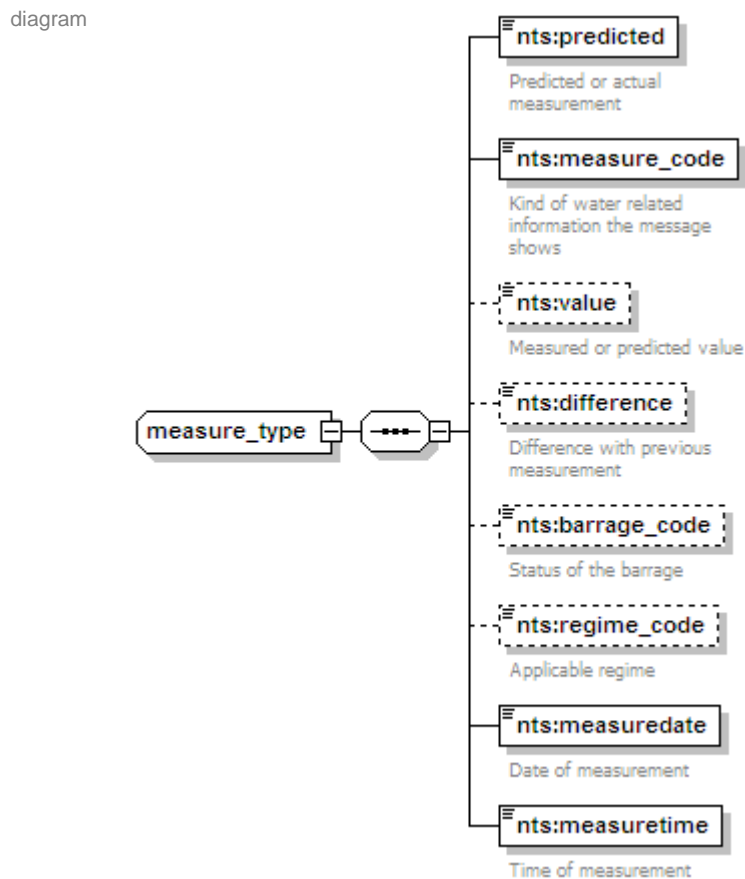 diagram
nts:predicted
Predicted or actual
measurement
nts:measure_code
Kind of water related
information the message
shows
nts:value
Measured or predicted value
nts:difference
Difference with previous
measurement
measure_type
nts:barrage_code
Status of the barrage
nts:regime_code
Applicable regime
nts:measuredate
Date of measurement
nts:measuretime
Time of measurement